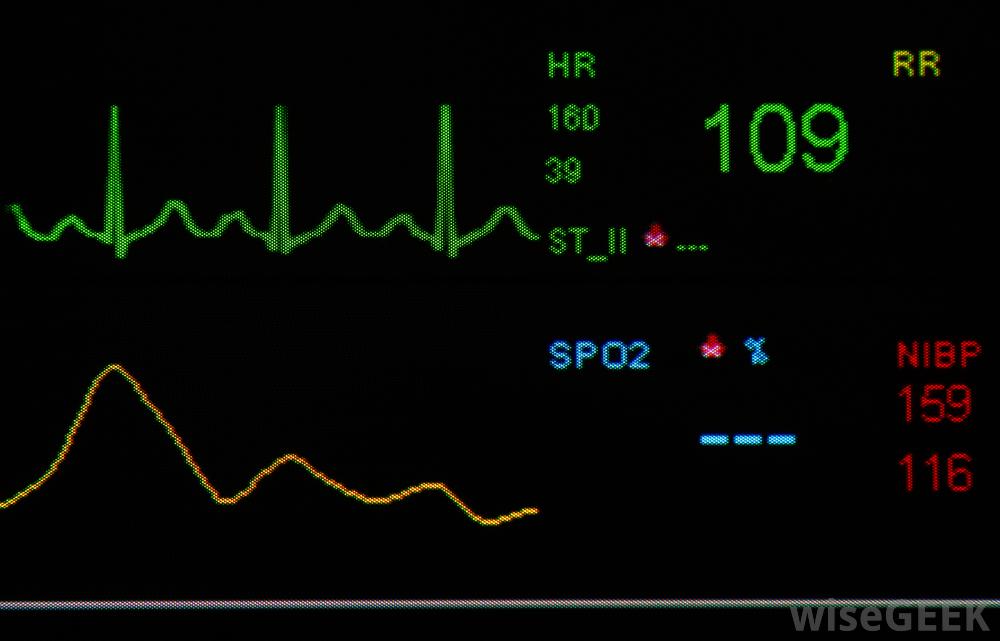 HR
RR
160
109
39
ST_II ---
SPO2 %
NIBP
159
---
116
wiseGEEK